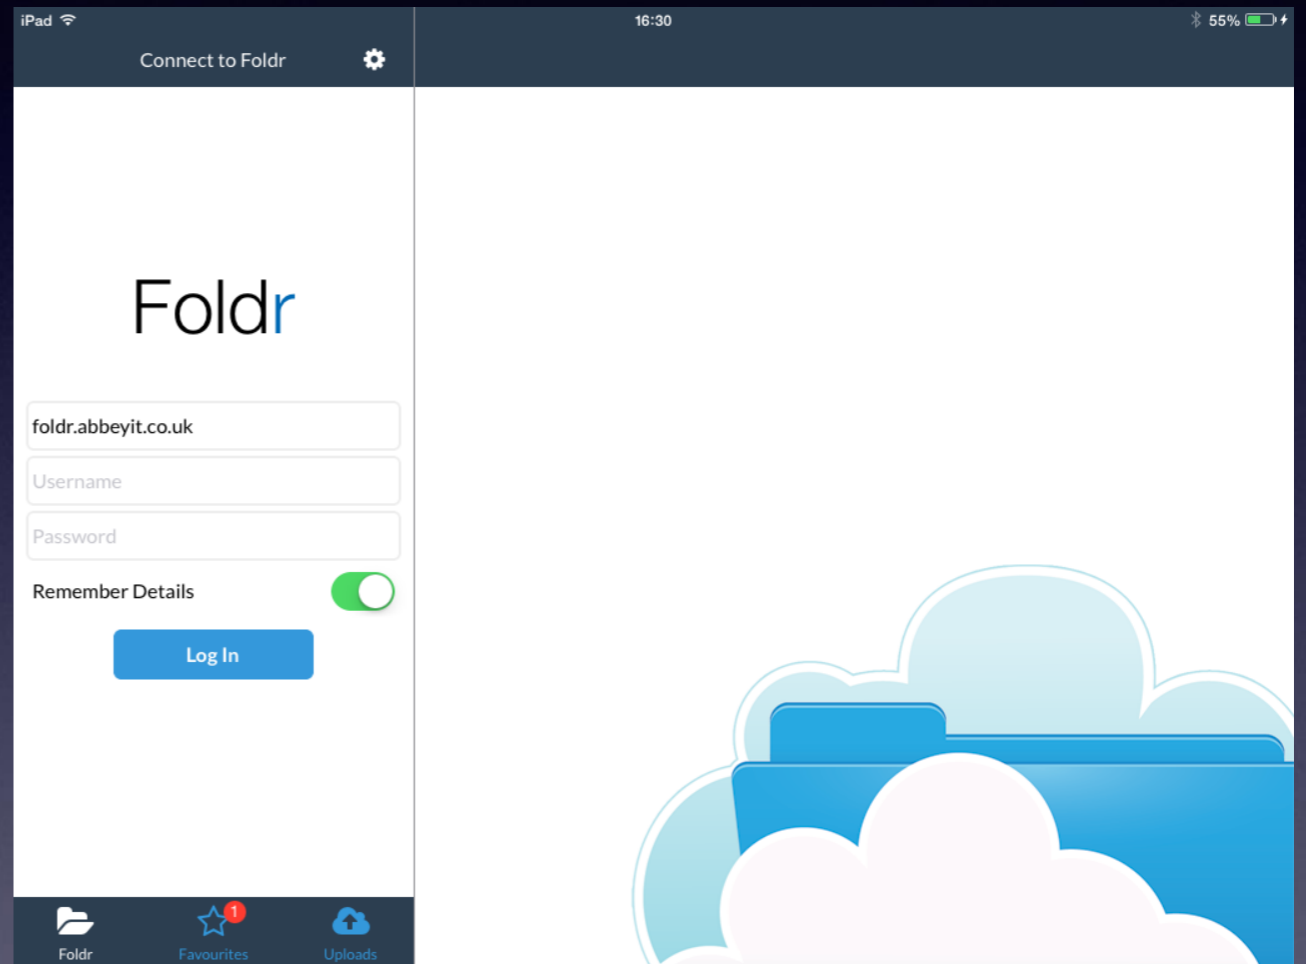 iPad 16:30 55%
Connect to Foldr
Foldr
foldr.abbeyit.co.uk
Username
Password
Remember Details
Log In
1
Foldr Favourites Uploads